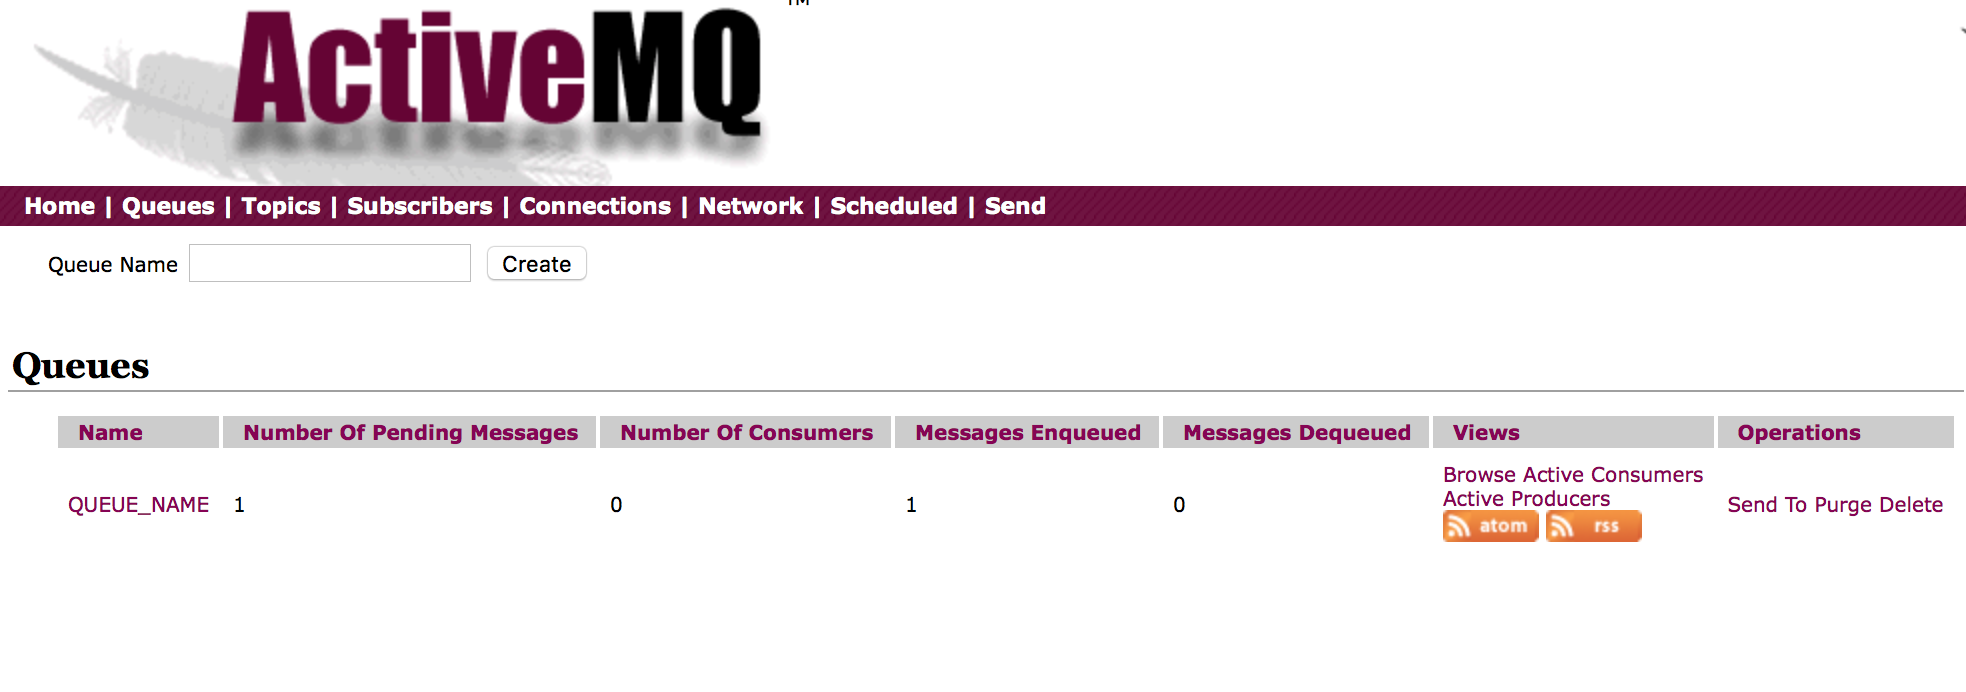 TM
ActiveMQ
Home | Queues | Topics | Subscribers | Connections | Network | Scheduled | Send
Queue Name Create
Queues
Name Number Of Pending Messages Number Of Consumers Messages Enqueued Messages Dequeued Views Operations
QUEUE_NAME 1 0 1 0 Browse Active Consumers
Active Producers
atom rss
Send To Purge Delete